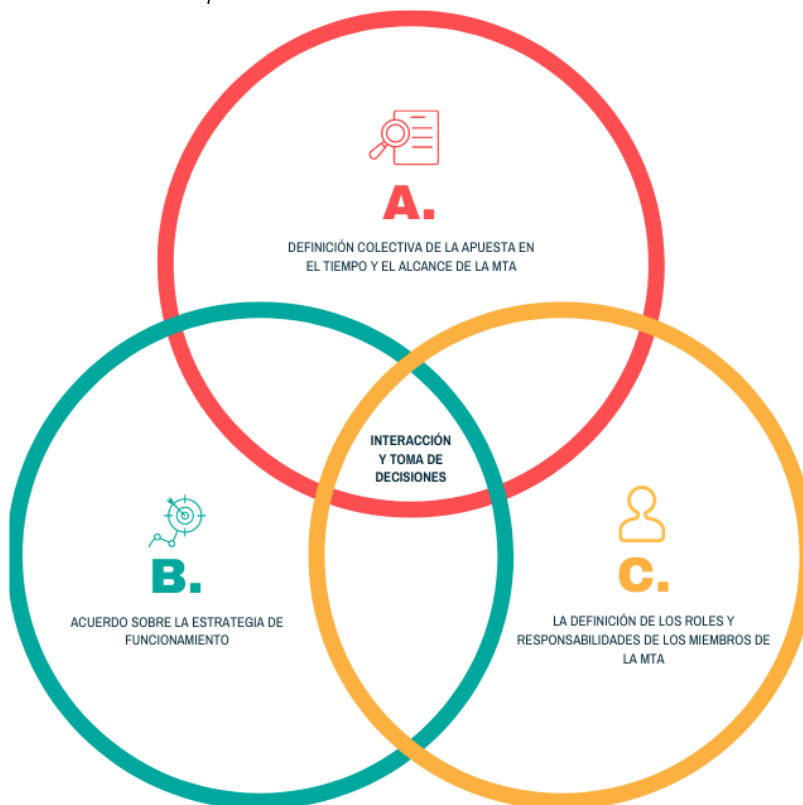 A.
DEFINICIÓN COLECTIVA DE LA APUESTA EN
EL TIEMPO Y EL ALCANCE DE LA MTA
INTERACCIÓN
Y TOMA DE
DECISIONES
B.
ACUERDO SOBRE LA ESTRATEGIA DE
FUNCIONAMIENTO
C.
LA DEFINICIÓN DE LOS ROLES Y
RESPONSABILIDADES DE LOS MIEMBROS DE
LA MTA